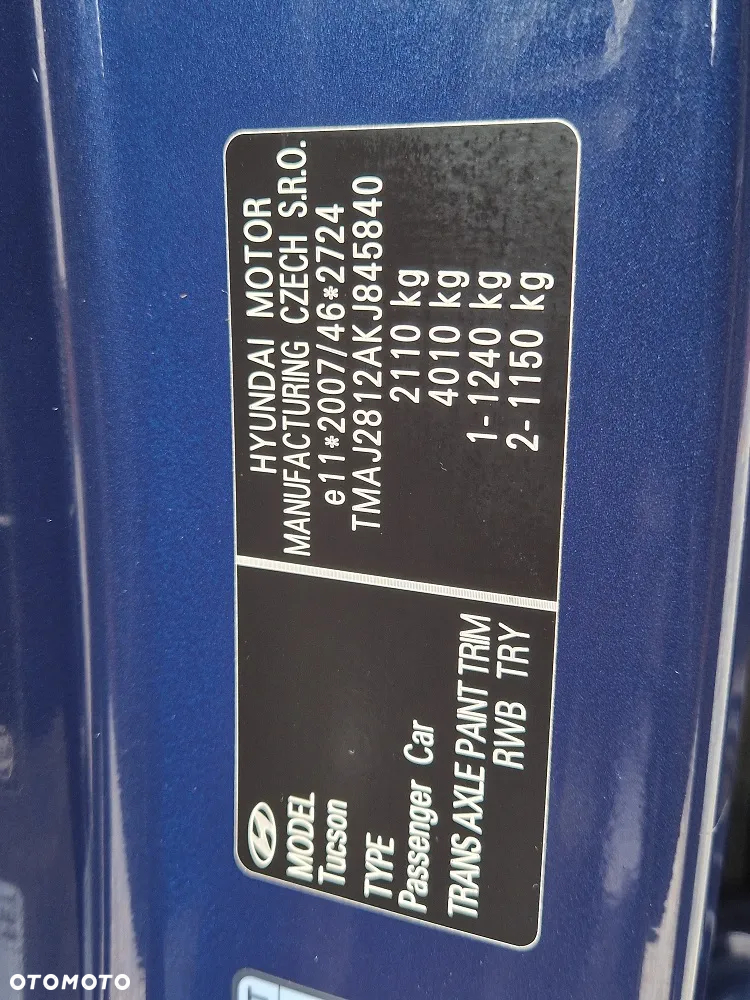 HYUNDAI MOTOR
MANUFACTURING CZECH S.R.O.
e11*2007/46*2724
TMAJ2812AKJ845840
2110 kg
4010 kg
1- 1240 kg
2- 1150 kg
MODEL
Tucson
TYPE
Passenger Car
TRANS AXLE PAINT TRIM
RWB TRY
OTOMOTO